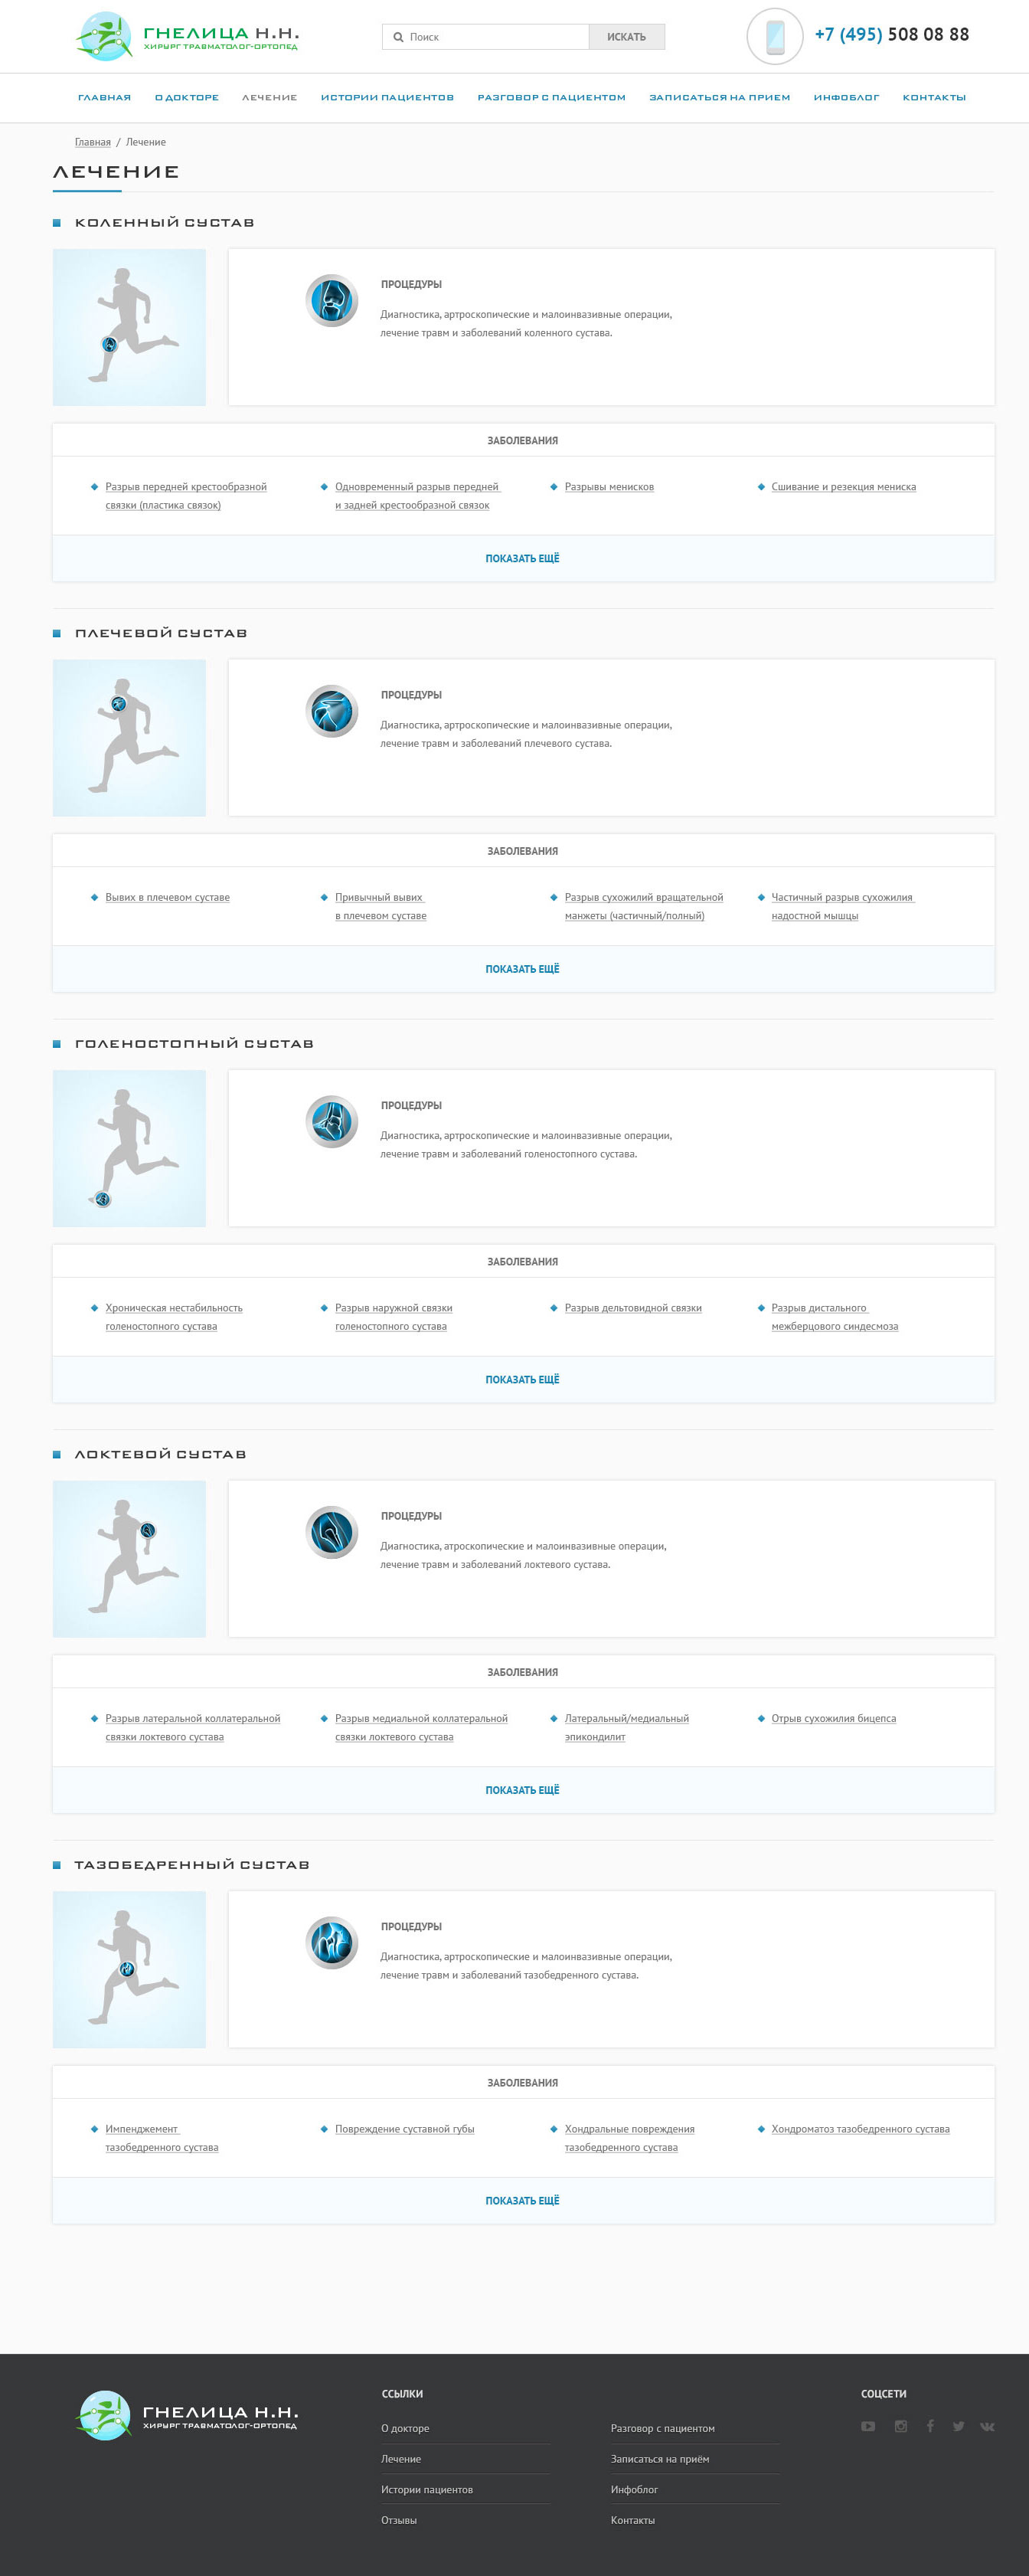 ГНЕЛИЦА Н.Н.
ХИРУРГ ТРАВМАТОЛОГ-ОРТОПЕД
Поиск
ИСКАТЬ
+7 (495) 508 08 88
ГЛАВНАЯ О ДОКТОРЕ ЛЕЧЕНИЕ ИСТОРИИ ПАЦИЕНТОВ РАЗГОВОР С ПАЦИЕНТОМ ЗАПИСАТЬСЯ НА ПРИЕМ ИНФОБЛОГ КОНТАКТЫ
Главная / Лечение
ЛЕЧЕНИЕ
КОЛЕННЫЙ СУСТАВ
ПРОЦЕДУРЫ
Диагностика, артроскопические и малоинвазивные операции,
лечение травм и заболеваний коленного сустава.
ЗАБОЛЕВАНИЯ
Разрыв передней крестообразной
связки (пластика связок)
Одновременный разрыв передней
и задней крестообразной связок
Разрывы менисков
Сшивание и резекция мениска
ПОКАЗАТЬ ЕЩЁ
ПЛЕЧЕВОЙ СУСТАВ
ПРОЦЕДУРЫ
Диагностика, артроскопические и малоинвазивные операции,
лечение травм и заболеваний плечевого сустава.
ЗАБОЛЕВАНИЯ
Вывих в плечевом суставе
Привычный вывих
в плечевом суставе
Разрыв сухожилий вращательной
манжеты (частичный/полный)
Частичный разрыв сухожилия
надостной мышцы
ПОКАЗАТЬ ЕЩЁ
ГОЛЕНОСТОПНЫЙ СУСТАВ
ПРОЦЕДУРЫ
Диагностика, артроскопические и малоинвазивные операции,
лечение травм и заболеваний голеностопного сустава.
ЗАБОЛЕВАНИЯ
Хроническая нестабильность
голеностопного сустава
Разрыв наружной связки
голеностопного сустава
Разрыв дельтовидной связки
Разрыв дистального
межберцового синдесмоза
ПОКАЗАТЬ ЕЩЁ
ЛОКТЕВОЙ СУСТАВ
ПРОЦЕДУРЫ
Диагностика, атроскопические и малоинвазивные операции,
лечение травм и заболеваний локтевого сустава.
ЗАБОЛЕВАНИЯ
Разрыв латеральной коллатеральной
связки локтевого сустава
Разрыв медиальной коллатеральной
связки локтевого сустава
Латеральный/медиальный
эпикондилит
Отрыв сухожилия бицепса
ПОКАЗАТЬ ЕЩЁ
ТАЗОБЕДРЕННЫЙ СУСТАВ
ПРОЦЕДУРЫ
Диагностика, артроскопические и малоинвазивные операции,
лечение травм и заболеваний тазобедренного сустава.
ЗАБОЛЕВАНИЯ
Импенджемент
тазобедренного сустава
Повреждение суставной губы
Хондральные повреждения
тазобедренного сустава
Хондроматоз тазобедренного сустава
ПОКАЗАТЬ ЕЩЁ
ГНЕЛИЦА Н.Н.
ХИРУРГ ТРАВМАТОЛОГ-ОРТОПЕД
ССЫЛКИ
О докторе
Лечение
Истории пациентов
Отзывы
Разговор с пациентом
Записаться на приём
Инфоблог
Контакты
СОЦСЕТИ